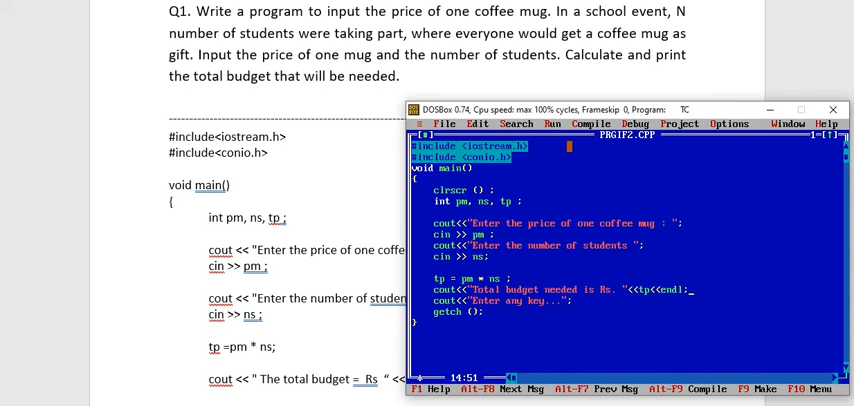 Q1. Write a program to input the price of one coffee mug. In a school event, N
number of students were taking part, where everyone would get a coffee mug as
gift. Input the price of one mug and the number of students. Calculate and print
the total budget that will be needed.
#include<iostream.h>
#include<conio.h>
void main()
{
int pm, ns, tp ;
cout << "Enter the price of one coffe
cin >> pm ;
cout << "Enter the number of studen
cin >> ns ;
tp =pm * ns;
cout << " The total budget = Rs “ <<
DOSBox 0.74, Cpu speed: max 100% cycles, Frameskip 0, Program: TC
≡ File Edit Search Run Compile Debug Project Options Window Help
[■] PRGIF2.CPP 1=[↑]
#include <iostream.h>
#include <conio.h>
void main()
{
clrscr () ;
int pm, ns, tp ;
cout<<"Enter the price of one coffee mug : ";
cin >> pm ;
cout<<"Enter the number of students ";
cin >> ns;
tp = pm * ns ;
cout<<"Total budget needed is Rs. "<<tp<<endl;
cout<<"Enter any key...";
getch ();
}
* 14:51
F1 Help Alt-F8 Next Msg Alt-F7 Prev Msg Alt-F9 Compile F9 Make F10 Menu